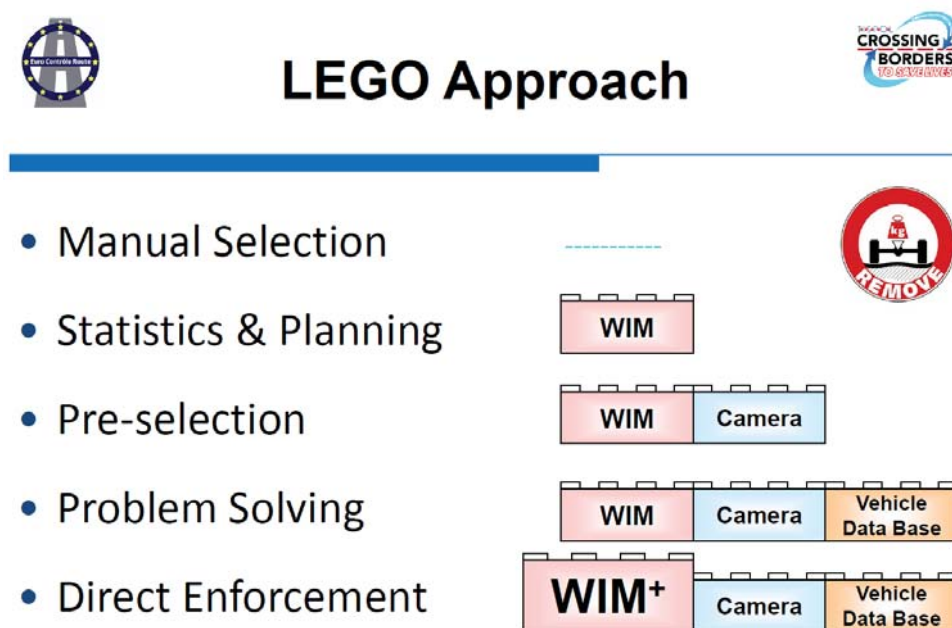 Euro Contrôle Route
CROSSING
BORDERS
TO SAVE LIVES
LEGO Approach
• Manual Selection
------------
kg
REMOVE
• Statistics & Planning
WIM
• Pre-selection
WIM
Camera
• Problem Solving
WIM
Camera
Vehicle
Data Base
• Direct Enforcement
WIM+
Camera
Vehicle
Data Base